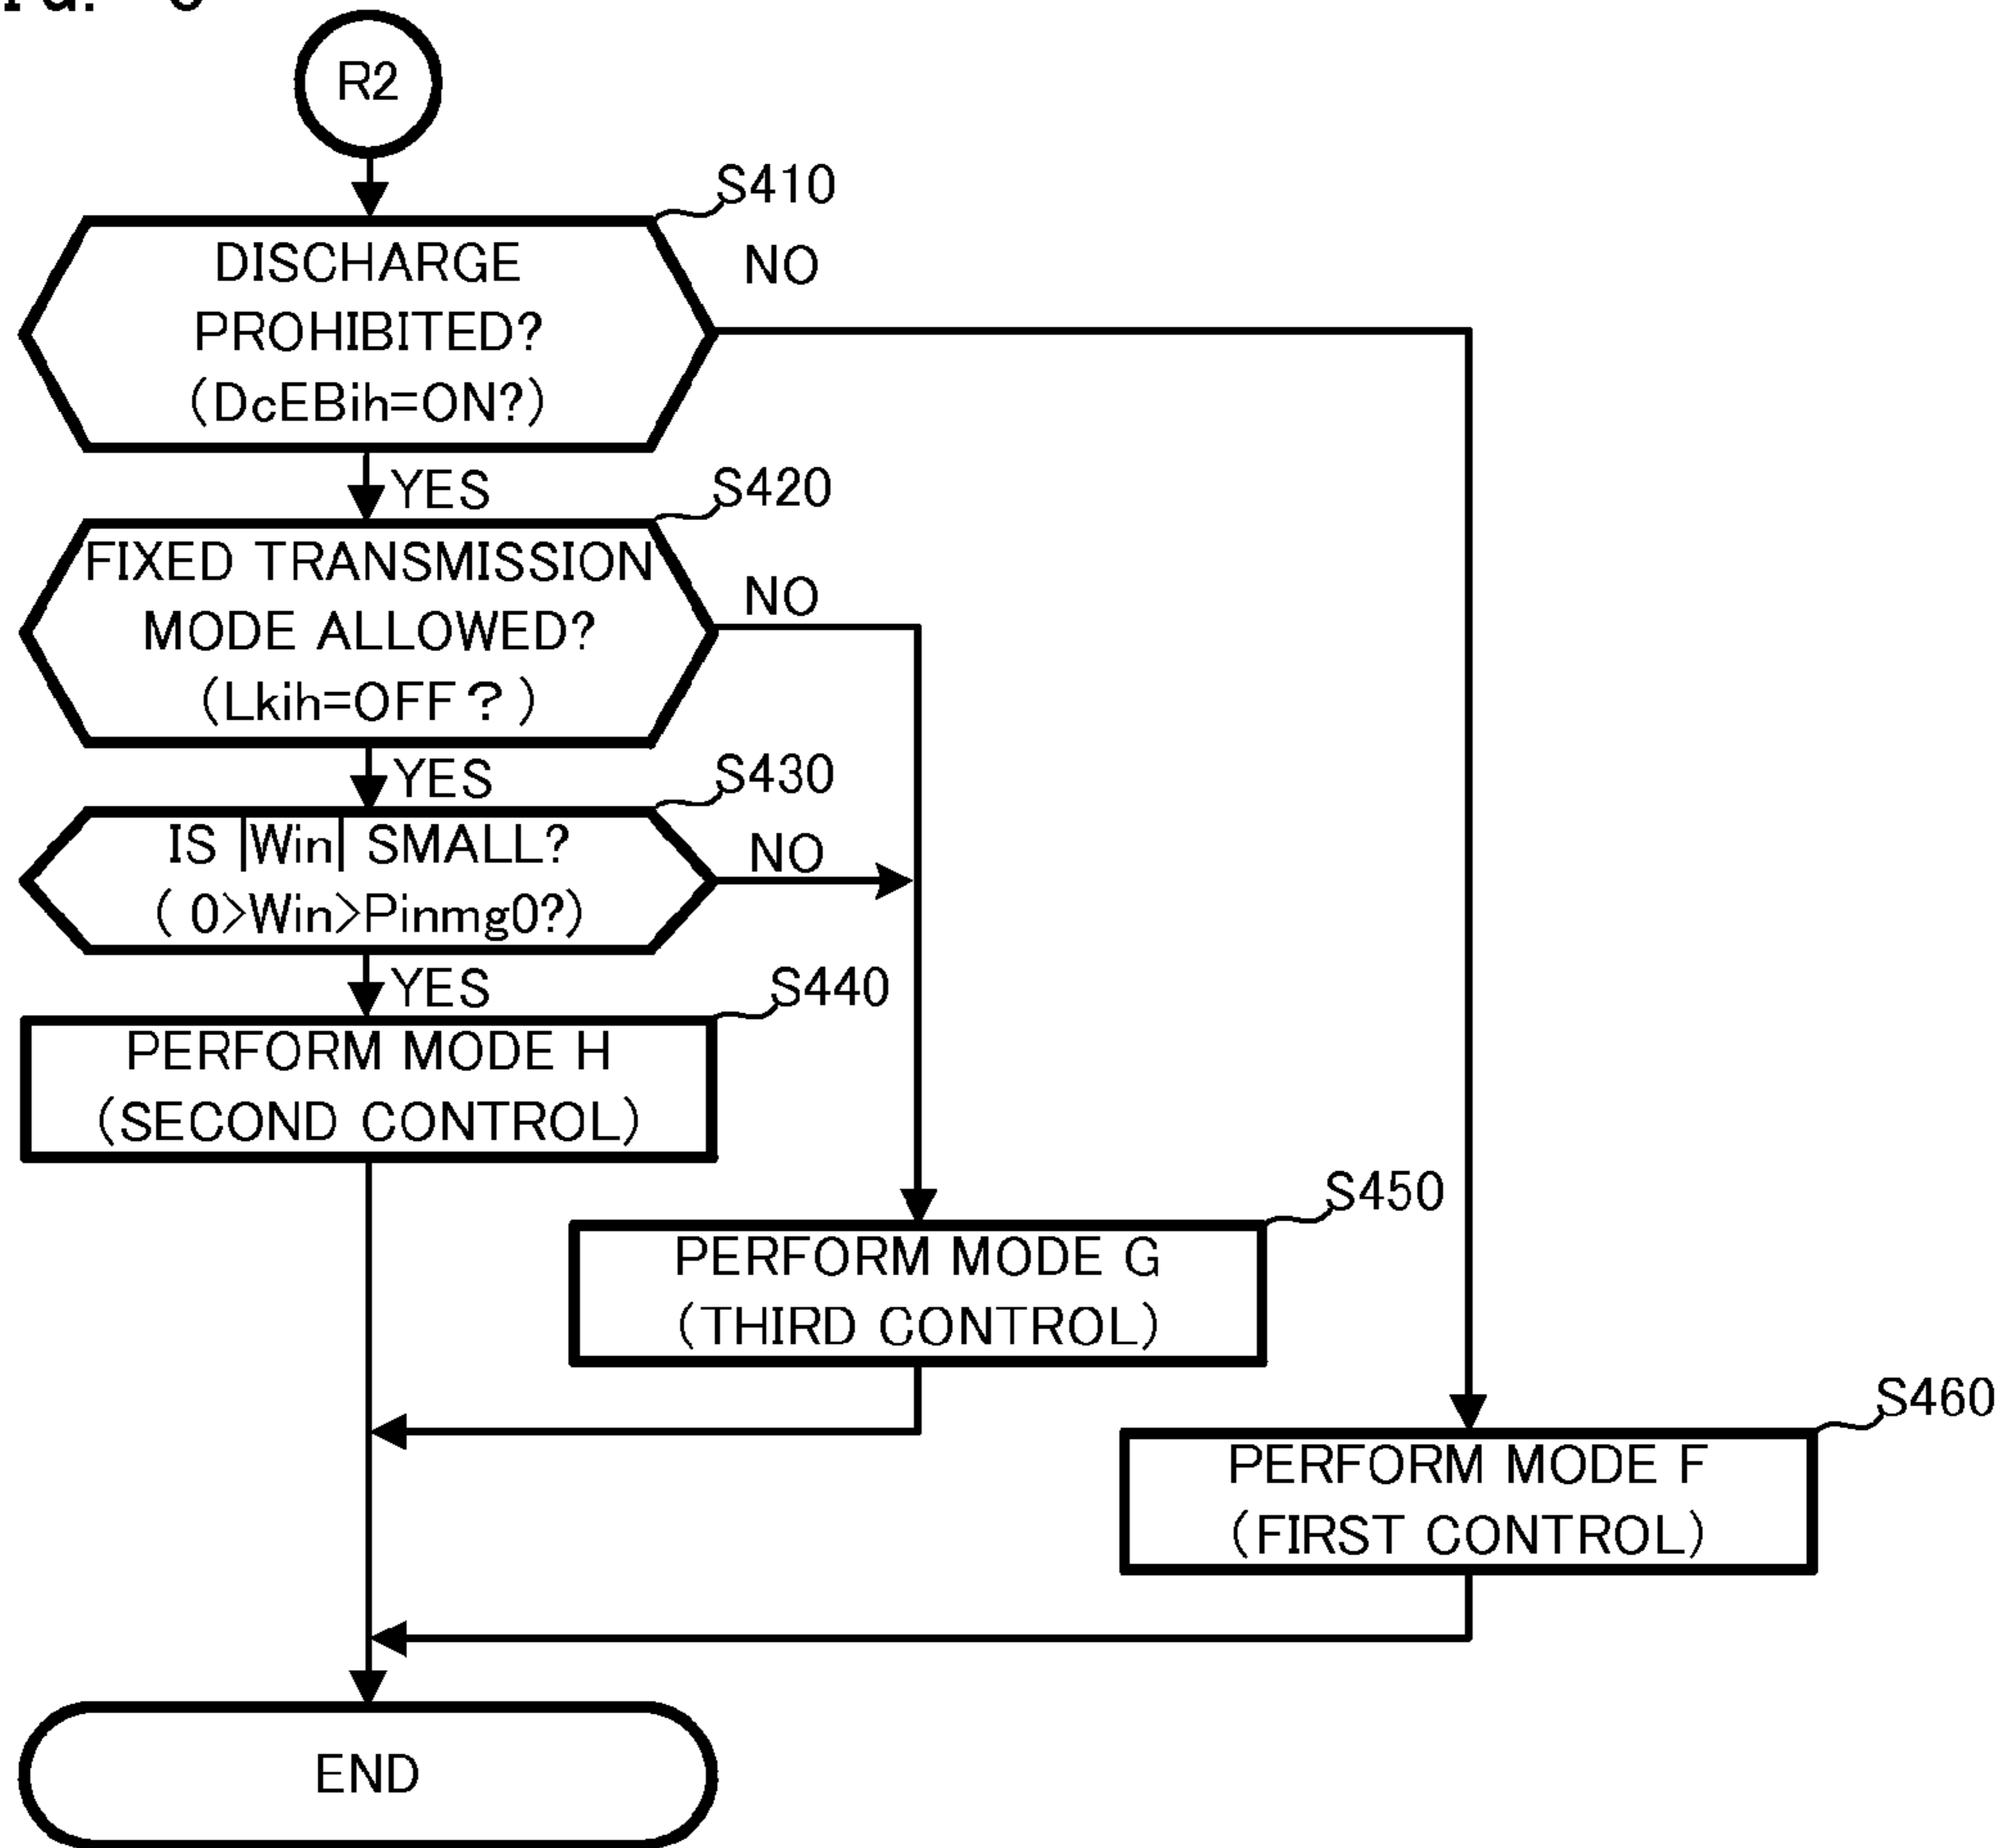 R2
S410
DISCHARGE
PROHIBITED?
(DcEBih=ON?)
NO
YES
S420
FIXED TRANSMISSION
MODE ALLOWED?
(Lkih=OFF?)
NO
YES
S430
IS |Win| SMALL?
( 0>Win>Pinmg0?)
NO
YES
S440
PERFORM MODE H
(SECOND CONTROL)
S450
PERFORM MODE G
(THIRD CONTROL)
S460
PERFORM MODE F
(FIRST CONTROL)
END